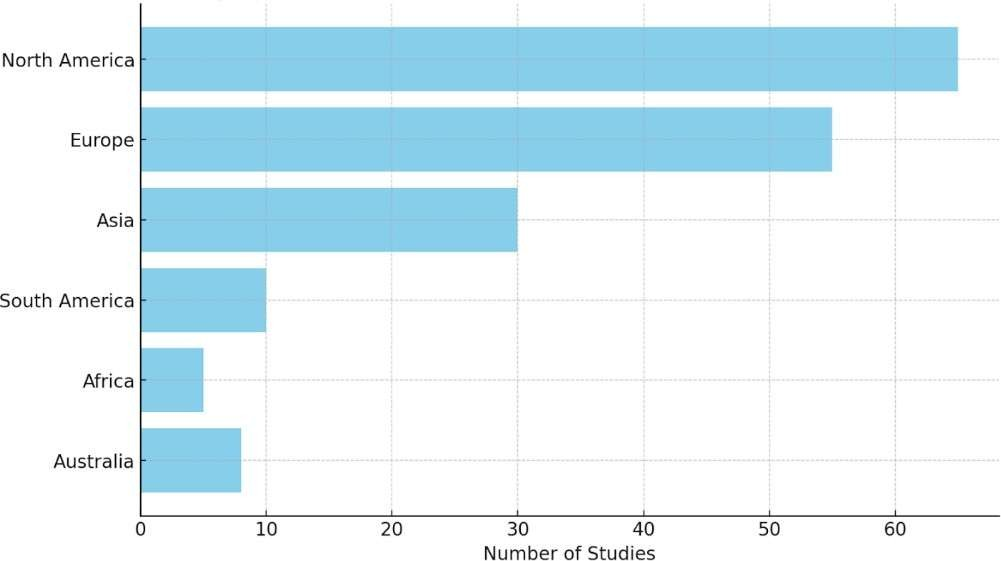 North America
Europe
Asia
South America
Africa
Australia
0 10 20 30 40 50 60
Number of Studies